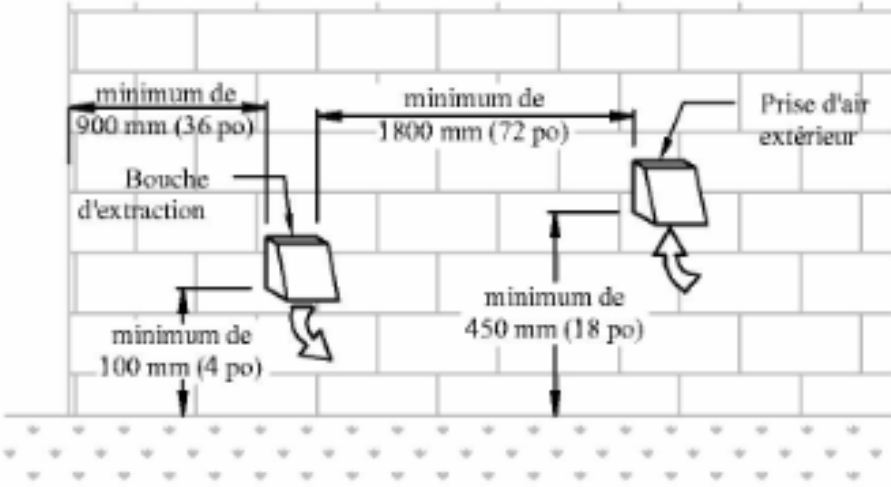 minimum de
900 mm (36 po)
minimum de
1800 mm (72 po)
Prise d'air
extérieur
Bouche
d'extraction
minimum de
100 mm (4 po)
minimum de
450 mm (18 po)